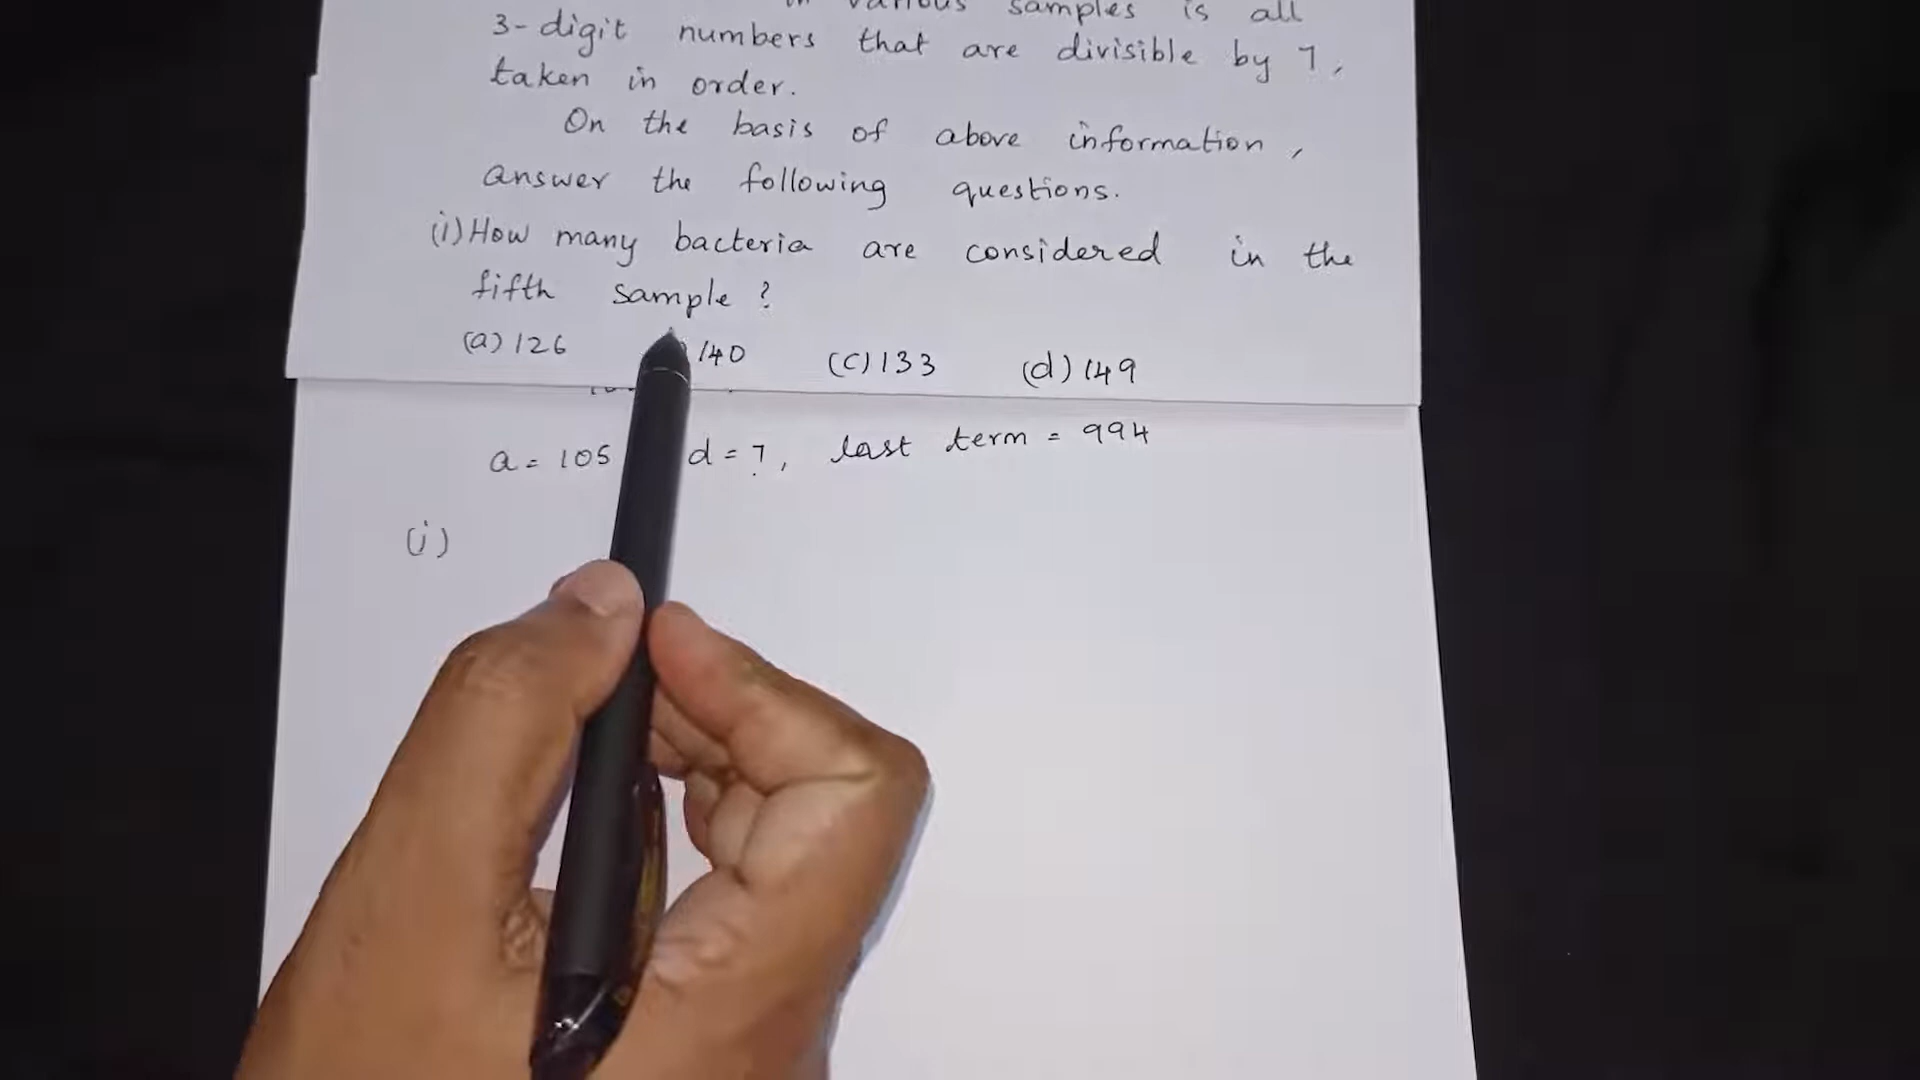 in various samples is all
3-digit numbers that are divisible by 7,
taken in order.
On the basis of above information,
answer the following questions.
(i) How many bacteria are considered in the
fifth sample?
(a) 126 140 (c) 133 (d) 149
a = 105 d = 7, last term = 994
(i)